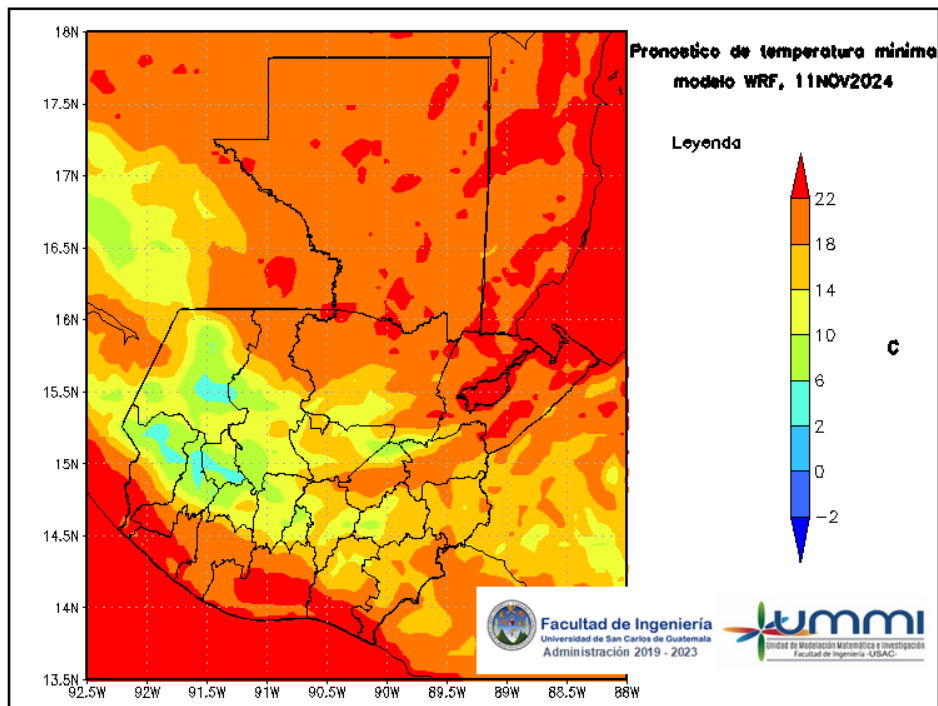 Pronostico de temperatura minima
modelo WRF, 11NOV2024
Leyenda
22
18
14
10
6
2
0
−2
C
18N
17.5N
17N
16.5N
16N
15.5N
15N
14.5N
14N
13.5N
92.5W
92W
91.5W
91W
90.5W
90W
89.5W
89W
88.5W
88W
Facultad de Ingeniería
Universidad de San Carlos de Guatemala
Administración 2019 - 2023
ummi
Unidad de Modelación Matemática e Investigación
Facultad de Ingeniería -USAC-